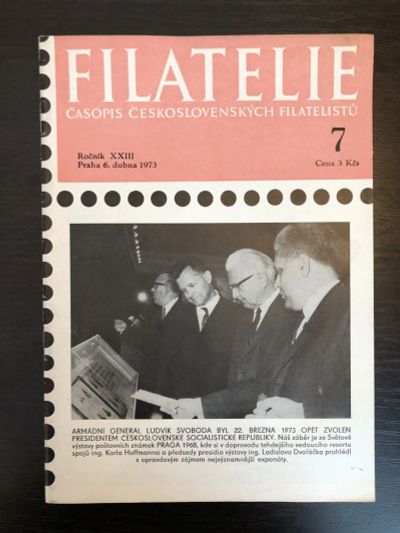 FILATELIE
ČASOPIS ČESKOSLOVENSKÝCH FILATELISTŮ
7
Ročník XXIII
Praha 6. dubna 1973
Cena 3 Kčs
ARMÁDNÍ GENERÁL LUDVÍK SVOBODA BYL 22. BŘEZNA 1973 OPĚT ZVOLEN
PRESIDENTEM ČESKOSLOVENSKÉ SOCIALISTICKÉ REPUBLIKY. Náš záběr je ze Světové
výstavy poštovních známek PRAGA 1968, kde si v doprovodu tehdejšího vedoucího resortu
spojů ing. Karla Hoffmanna a předsedy presidia výstavy ing. Ladislava Dvořáčka prohlédl
s opravdovým zájmem nejvýznamnější exponáty.